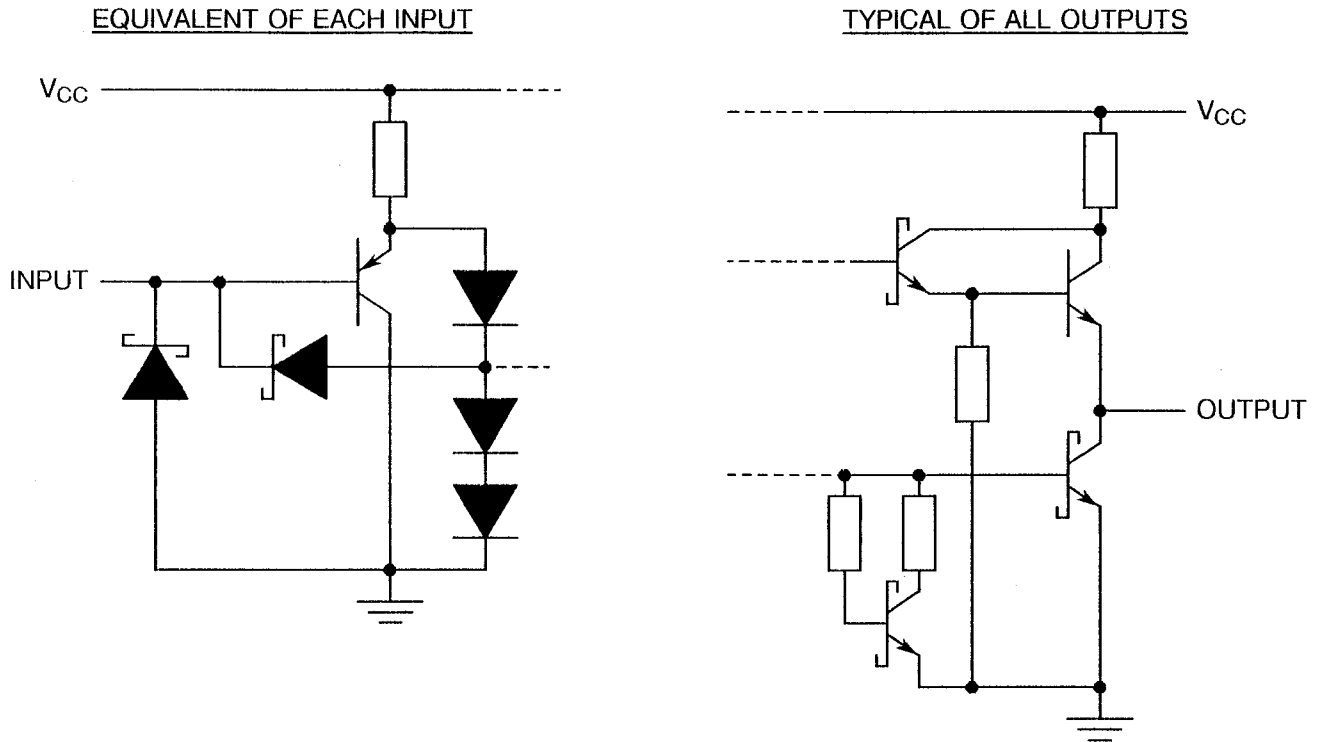 EQUIVALENT OF EACH INPUT
TYPICAL OF ALL OUTPUTS
VCC
VCC
INPUT
OUTPUT